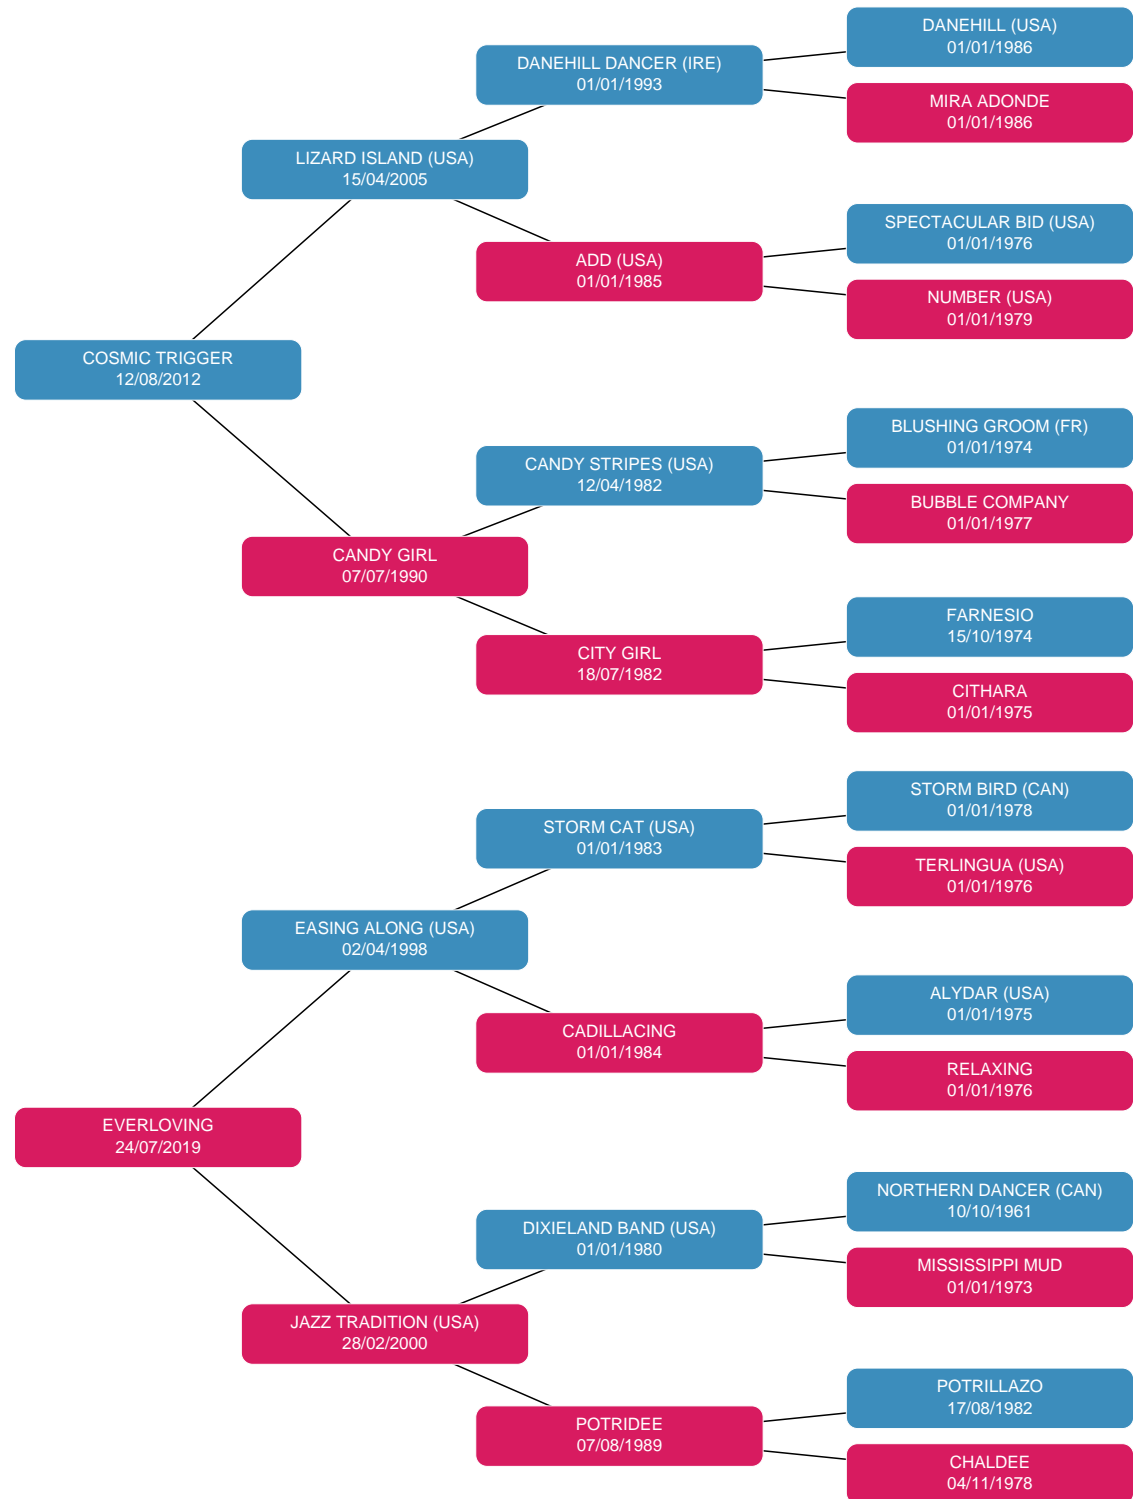 DANEHILL (USA)
01/01/1986
DANEHILL DANCER (IRE)
01/01/1993
MIRA ADONDE
01/01/1986
LIZARD ISLAND (USA)
15/04/2005
SPECTACULAR BID (USA)
01/01/1976
ADD (USA)
01/01/1985
NUMBER (USA)
01/01/1979
COSMIC TRIGGER
12/08/2012
BLUSHING GROOM (FR)
01/01/1974
CANDY STRIPES (USA)
12/04/1982
BUBBLE COMPANY
01/01/1977
CANDY GIRL
07/07/1990
FARNESIO
15/10/1974
CITY GIRL
18/07/1982
CITHARA
01/01/1975
STORM BIRD (CAN)
01/01/1978
STORM CAT (USA)
01/01/1983
TERLINGUA (USA)
01/01/1976
EASING ALONG (USA)
02/04/1998
ALYDAR (USA)
01/01/1975
CADILLACING
01/01/1984
RELAXING
01/01/1976
EVERLOVING
24/07/2019
NORTHERN DANCER (CAN)
10/10/1961
DIXIELAND BAND (USA)
01/01/1980
MISSISSIPPI MUD
01/01/1973
JAZZ TRADITION (USA)
28/02/2000
POTRILLAZO
17/08/1982
POTRIDEE
07/08/1989
CHALDEE
04/11/1978